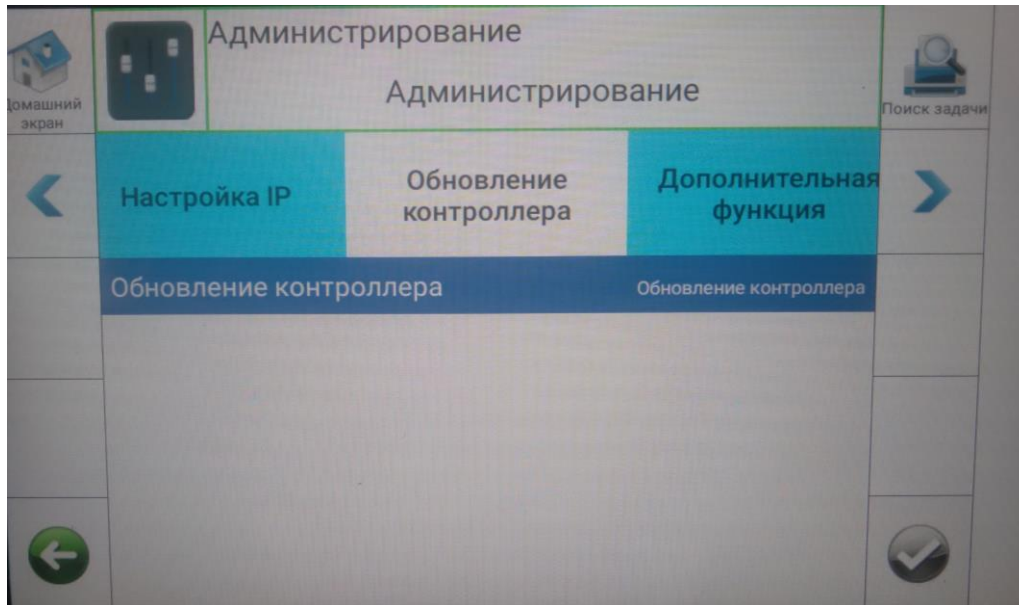 Администрирование
Администрирование
Домашний
экран
Поиск задачи
Настройка IP
Обновление
контроллера
Дополнительная
функция
Обновление контроллера
Обновление контроллера